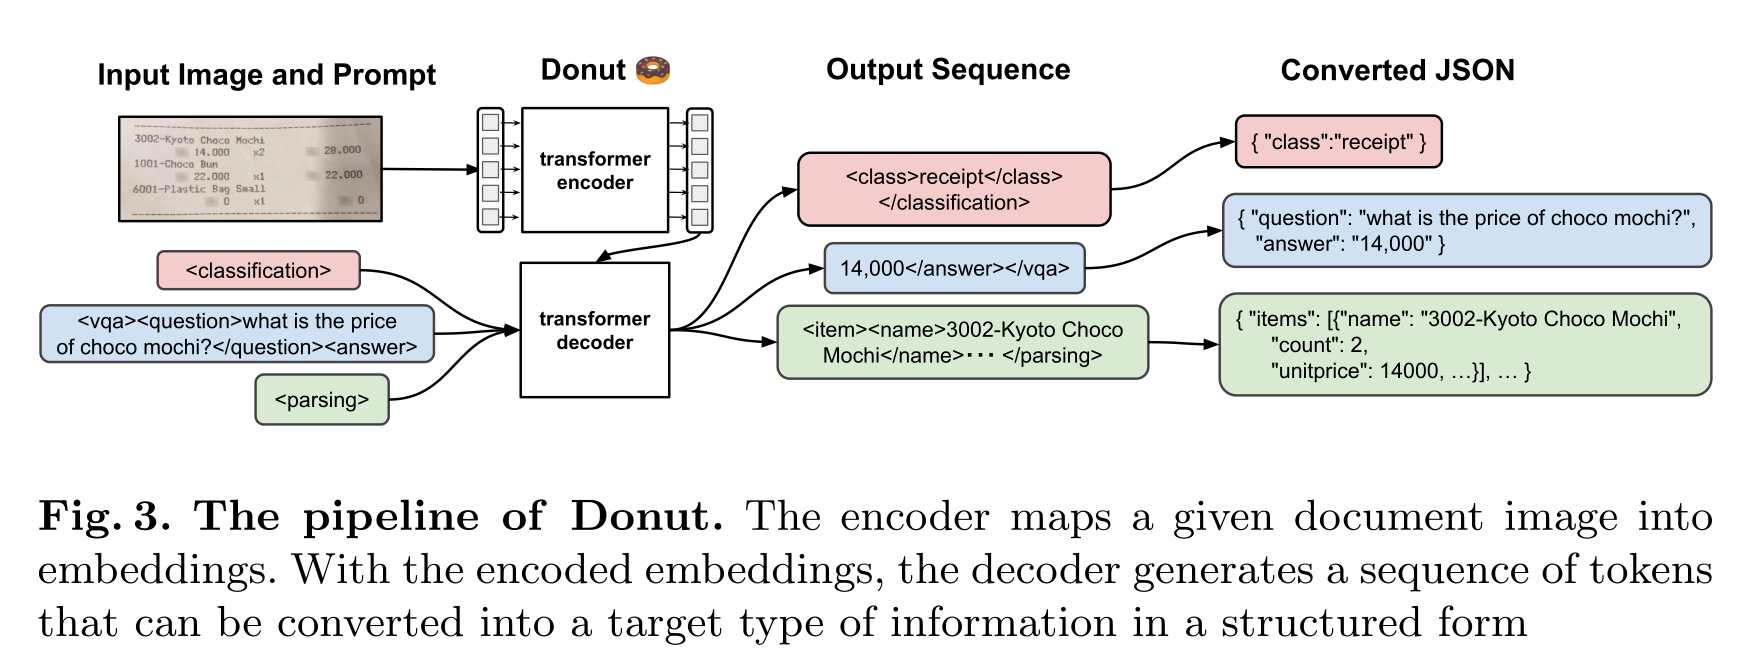 Input Image and Prompt
Donut
Output Sequence
Converted JSON
3002-Kyoto Choco Mochi
14.000 x2 28.000
1001-Choco Bun
22.000 x1 22.000
6001-Plastic Bag Small
0 x1 0
transformer
encoder
<classification>
<vqa><question>what is the price
of choco mochi?</question><answer>
<parsing>
transformer
decoder
<class>receipt</class>
</classification>
14,000</answer></vqa>
<item><name>3002-Kyoto Choco
Mochi</name>··· </parsing>
{ "class":"receipt" }
{ "question": "what is the price of choco mochi?",
"answer": "14,000" }
{ "items": [{"name": "3002-Kyoto Choco Mochi",
"count": 2,
"unitprice": 14000, …}], … }
Fig. 3. The pipeline of Donut. The encoder maps a given document image into
embeddings. With the encoded embeddings, the decoder generates a sequence of tokens
that can be converted into a target type of information in a structured form